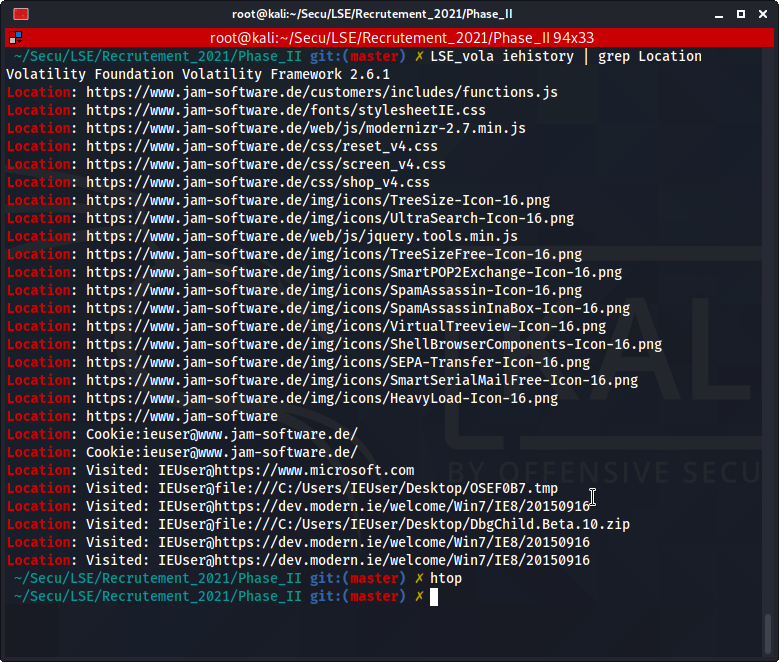 root@kali:~/Secu/LSE/Recrutement_2021/Phase_II
root@kali:~/Secu/LSE/Recrutement_2021/Phase_II 94x33
~/Secu/LSE/Recrutement_2021/Phase_II git:(master) ✗ LSE_vola iehistory | grep Location
Volatility Foundation Volatility Framework 2.6.1
Location: https://www.jam-software.de/customers/includes/functions.js
Location: https://www.jam-software.de/fonts/stylesheetIE.css
Location: https://www.jam-software.de/web/js/modernizr-2.7.min.js
Location: https://www.jam-software.de/css/reset_v4.css
Location: https://www.jam-software.de/css/screen_v4.css
Location: https://www.jam-software.de/css/shop_v4.css
Location: https://www.jam-software.de/img/icons/TreeSize-Icon-16.png
Location: https://www.jam-software.de/img/icons/UltraSearch-Icon-16.png
Location: https://www.jam-software.de/web/js/jquery.tools.min.js
Location: https://www.jam-software.de/img/icons/TreeSizeFree-Icon-16.png
Location: https://www.jam-software.de/img/icons/SmartPOP2Exchange-Icon-16.png
Location: https://www.jam-software.de/img/icons/SpamAssassin-Icon-16.png
Location: https://www.jam-software.de/img/icons/SpamAssassinInaBox-Icon-16.png
Location: https://www.jam-software.de/img/icons/VirtualTreeview-Icon-16.png
Location: https://www.jam-software.de/img/icons/ShellBrowserComponents-Icon-16.png
Location: https://www.jam-software.de/img/icons/SEPA-Transfer-Icon-16.png
Location: https://www.jam-software.de/img/icons/SmartSerialMailFree-Icon-16.png
Location: https://www.jam-software.de/img/icons/HeavyLoad-Icon-16.png
Location: https://www.jam-software
Location: Cookie:ieuser@www.jam-software.de/
Location: Cookie:ieuser@www.jam-software.de/
Location: Visited: IEUser@https://www.microsoft.com
Location: Visited: IEUser@file:///C:/Users/IEUser/Desktop/OSEF0B7.tmp
Location: Visited: IEUser@https://dev.modern.ie/welcome/Win7/IE8/20150916
Location: Visited: IEUser@file:///C:/Users/IEUser/Desktop/DbgChild.Beta.10.zip
Location: Visited: IEUser@https://dev.modern.ie/welcome/Win7/IE8/20150916
Location: Visited: IEUser@https://dev.modern.ie/welcome/Win7/IE8/20150916
~/Secu/LSE/Recrutement_2021/Phase_II git:(master) ✗ htop
~/Secu/LSE/Recrutement_2021/Phase_II git:(master) ✗
KAL
BY OFFENSIVE SECU